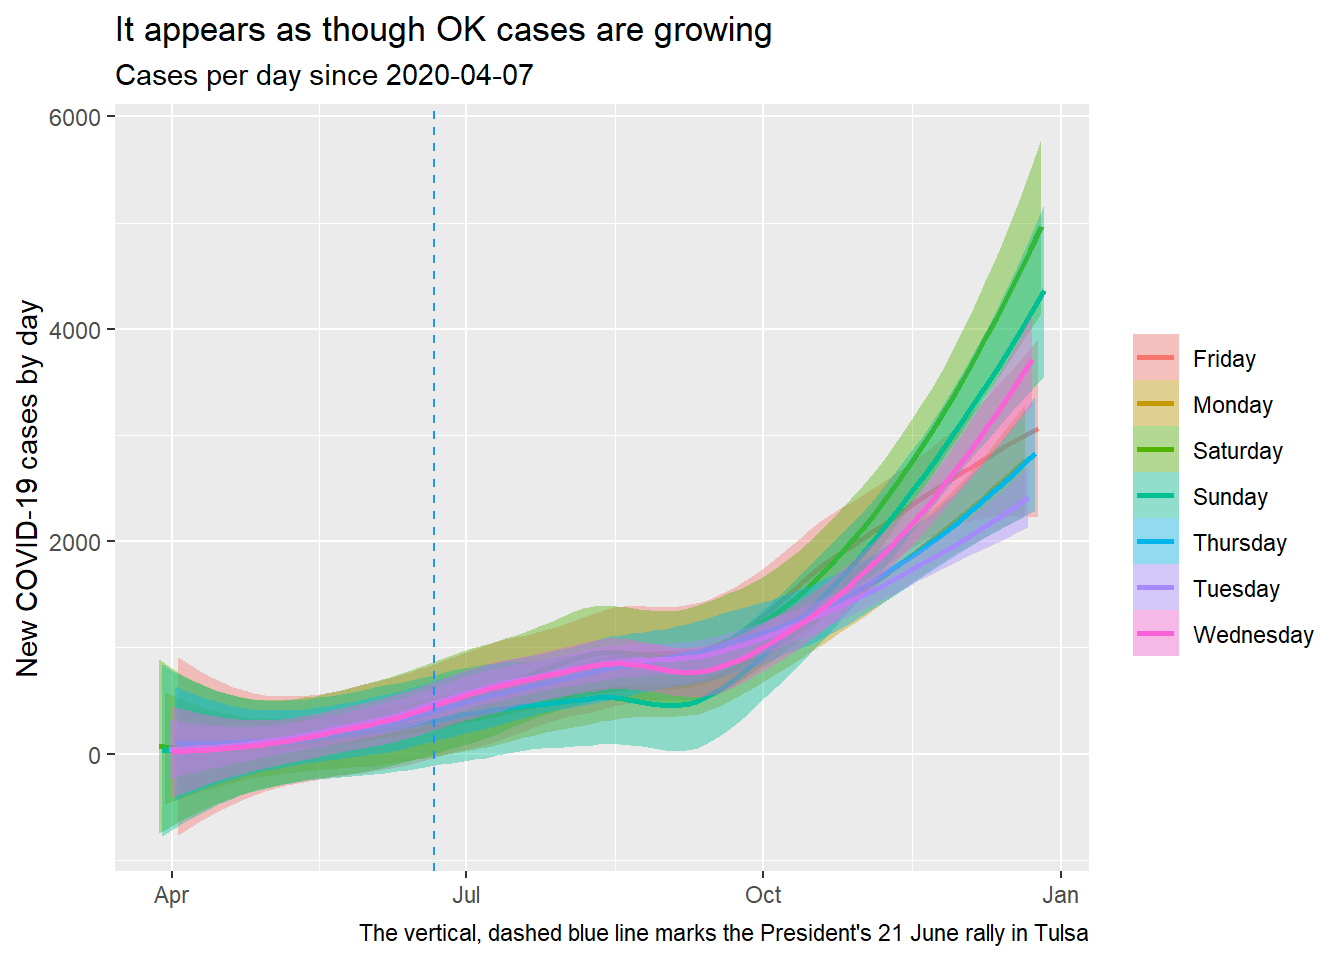 It appears as though OK cases are growing
Cases per day since 2020-04-07
New COVID-19 cases by day
6000
4000
2000
0
Apr
Jul
Oct
Jan
Friday
Monday
Saturday
Sunday
Thursday
Tuesday
Wednesday
The vertical, dashed blue line marks the President's 21 June rally in Tulsa